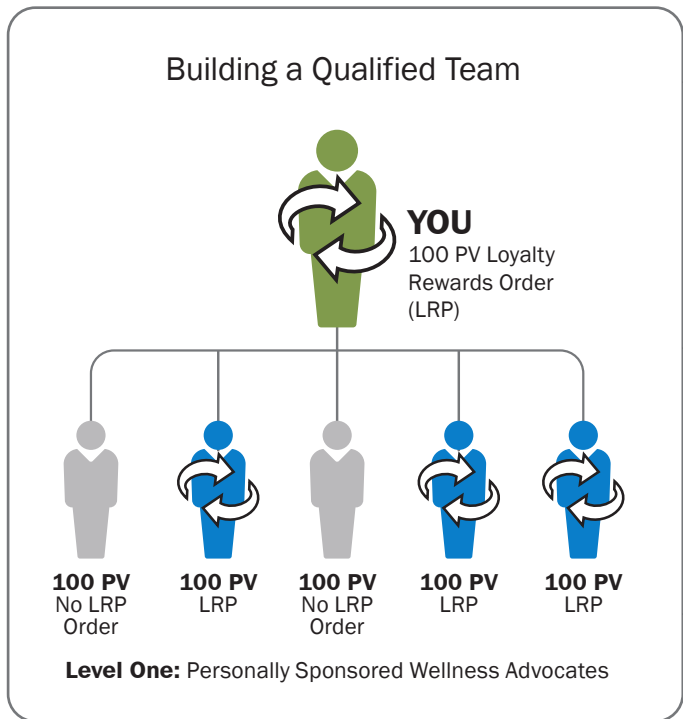 Building a Qualified Team
YOU
100 PV Loyalty
Rewards Order
(LRP)
100 PV
No LRP
Order
100 PV
LRP
100 PV
No LRP
Order
100 PV
LRP
100 PV
LRP
Level One: Personally Sponsored Wellness Advocates